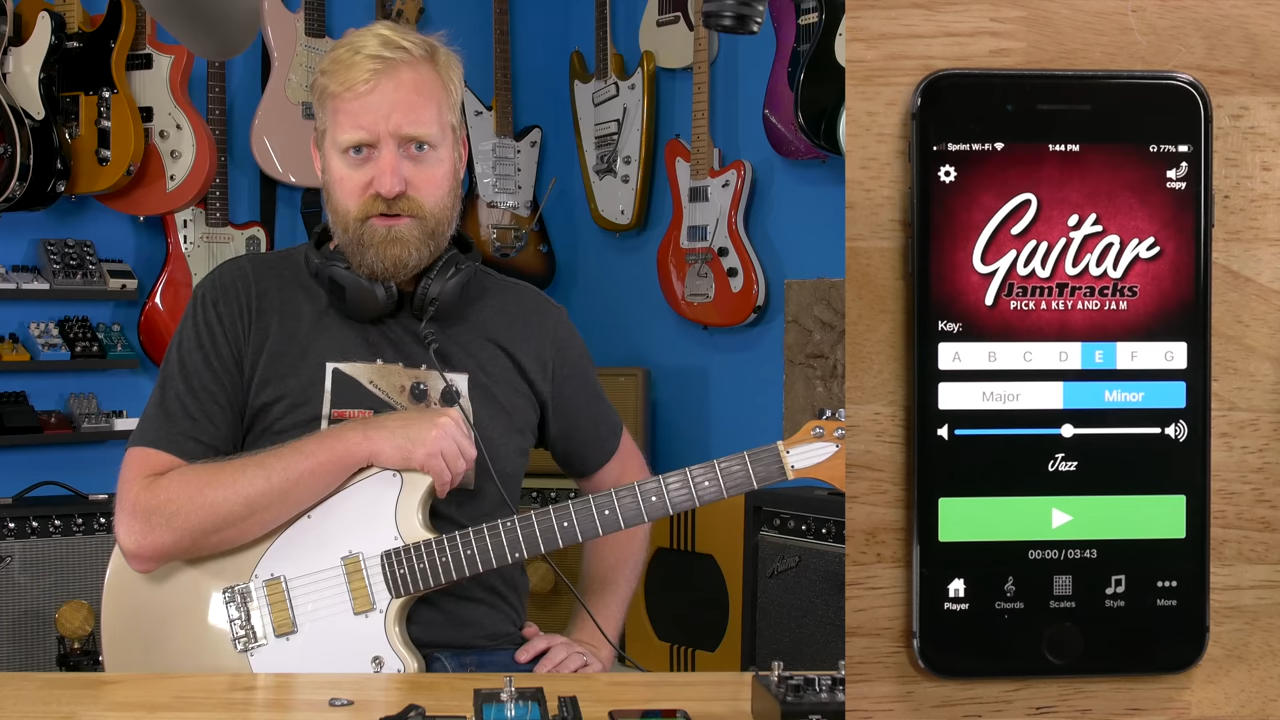 DELUXE
Sprint Wi-Fi 1:44 PM 77%
copy
Guitar
JamTracks
PICK A KEY AND JAM
Key:
A B C D E F G
Major Minor
Jazz
00:00 / 03:43
Player Chords Scales Style More